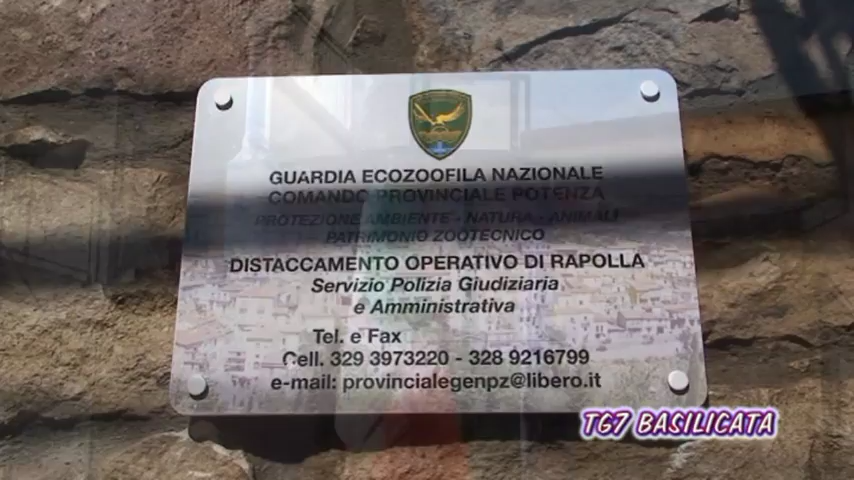 GUARDIA ECOZOOFILA NAZIONALE
COMANDO PROVINCIALE POTENZA
PROTEZIONE AMBIENTE - NATURA - ANIMALI
PATRIMONIO ZOOTECNICO
DISTACCAMENTO OPERATIVO DI RAPOLLA
Servizio Polizia Giudiziaria
e Amministrativa
Tel. e Fax
Cell. 329 3973220 - 328 9216799
e-mail: provincialegenpz@libero.it
TG7 BASILICATA